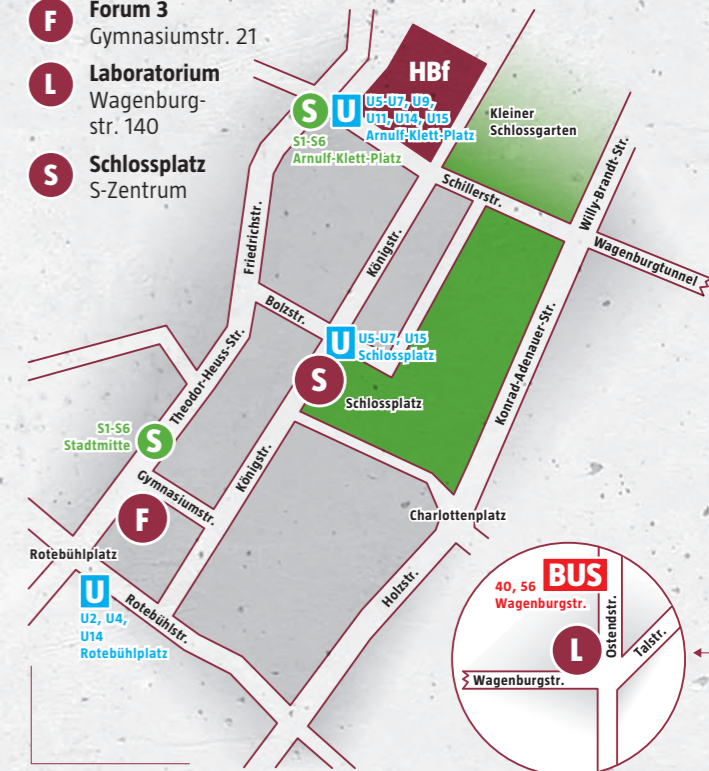 F
Forum 3
Gymnasiumstr. 21
L
Laboratorium
Wagenburg-
str. 140
S
Schlossplatz
S-Zentrum
HBf
S
U
U5-U7, U9,
U11, U14, U15
Arnulf-Klett-Platz
S1-S6
Arnulf-Klett-Platz
Kleiner
Schlossgarten
Schillerstr.
Willy-Brandt-Str.
Wagenburgtunnel
Friedrichstr.
Königstr.
Bolzstr.
U
U5-U7, U15
Schlossplatz
S
Schlossplatz
Konrad-Adenauer-Str.
Theodor-Heuss-Str.
S1-S6
Stadtmitte
S
Königstr.
Gymnasiumstr.
F
Charlottenplatz
Rotebühlplatz
U
U2, U4,
U14
Rotebühlplatz
Rotebühlstr.
Holzstr.
40, 56
Wagenburgstr.
BUS
Ostendstr.
Talstr.
L
Wagenburgstr.